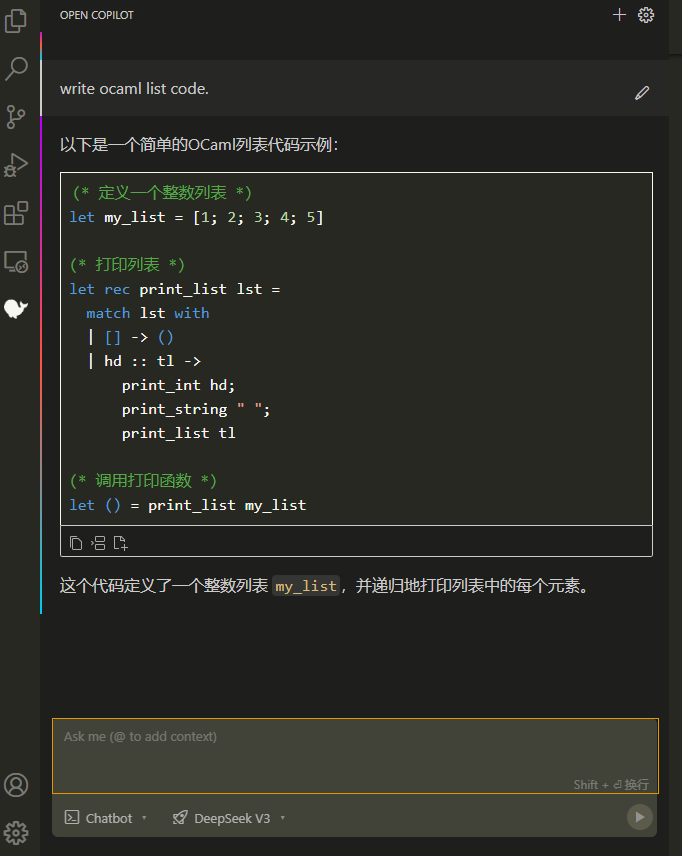 OPEN COPILOT
write ocaml list code.
以下是一个简单的OCaml列表代码示例：
(* 定义一个整数列表 *)
let my_list = [1; 2; 3; 4; 5]
(* 打印列表 *)
let rec print_list lst =
  match lst with
  | [] -> ()
  | hd :: tl ->
      print_int hd;
      print_string " ";
      print_list tl
(* 调用打印函数 *)
let () = print_list my_list
这个代码定义了一个整数列表 my_list，并递归地打印列表中的每个元素。
Ask me (@ to add context)
Shift + ⏎ 换行
Chatbot
DeepSeek V3